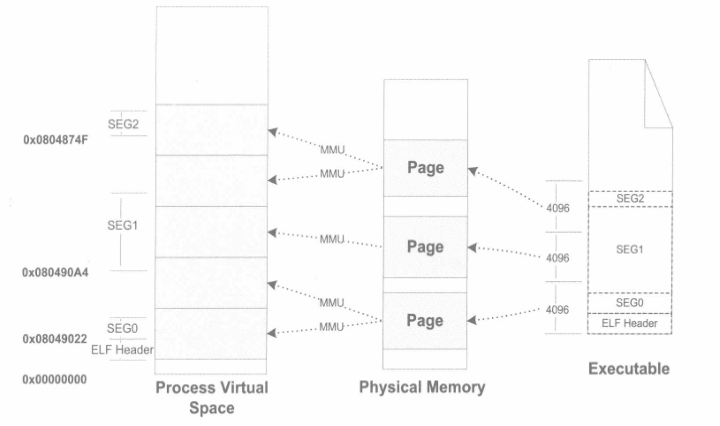 SEG2
0x0804874F
SEG1
0x080490A4
SEG0
0x08049022
ELF Header
0x00000000
Process Virtual
Space
MMU
MMU
MMU
MMU
MMU
Page
Page
Page
Physical Memory
4096
4096
4096
SEG2
SEG1
SEG0
ELF Header
Executable